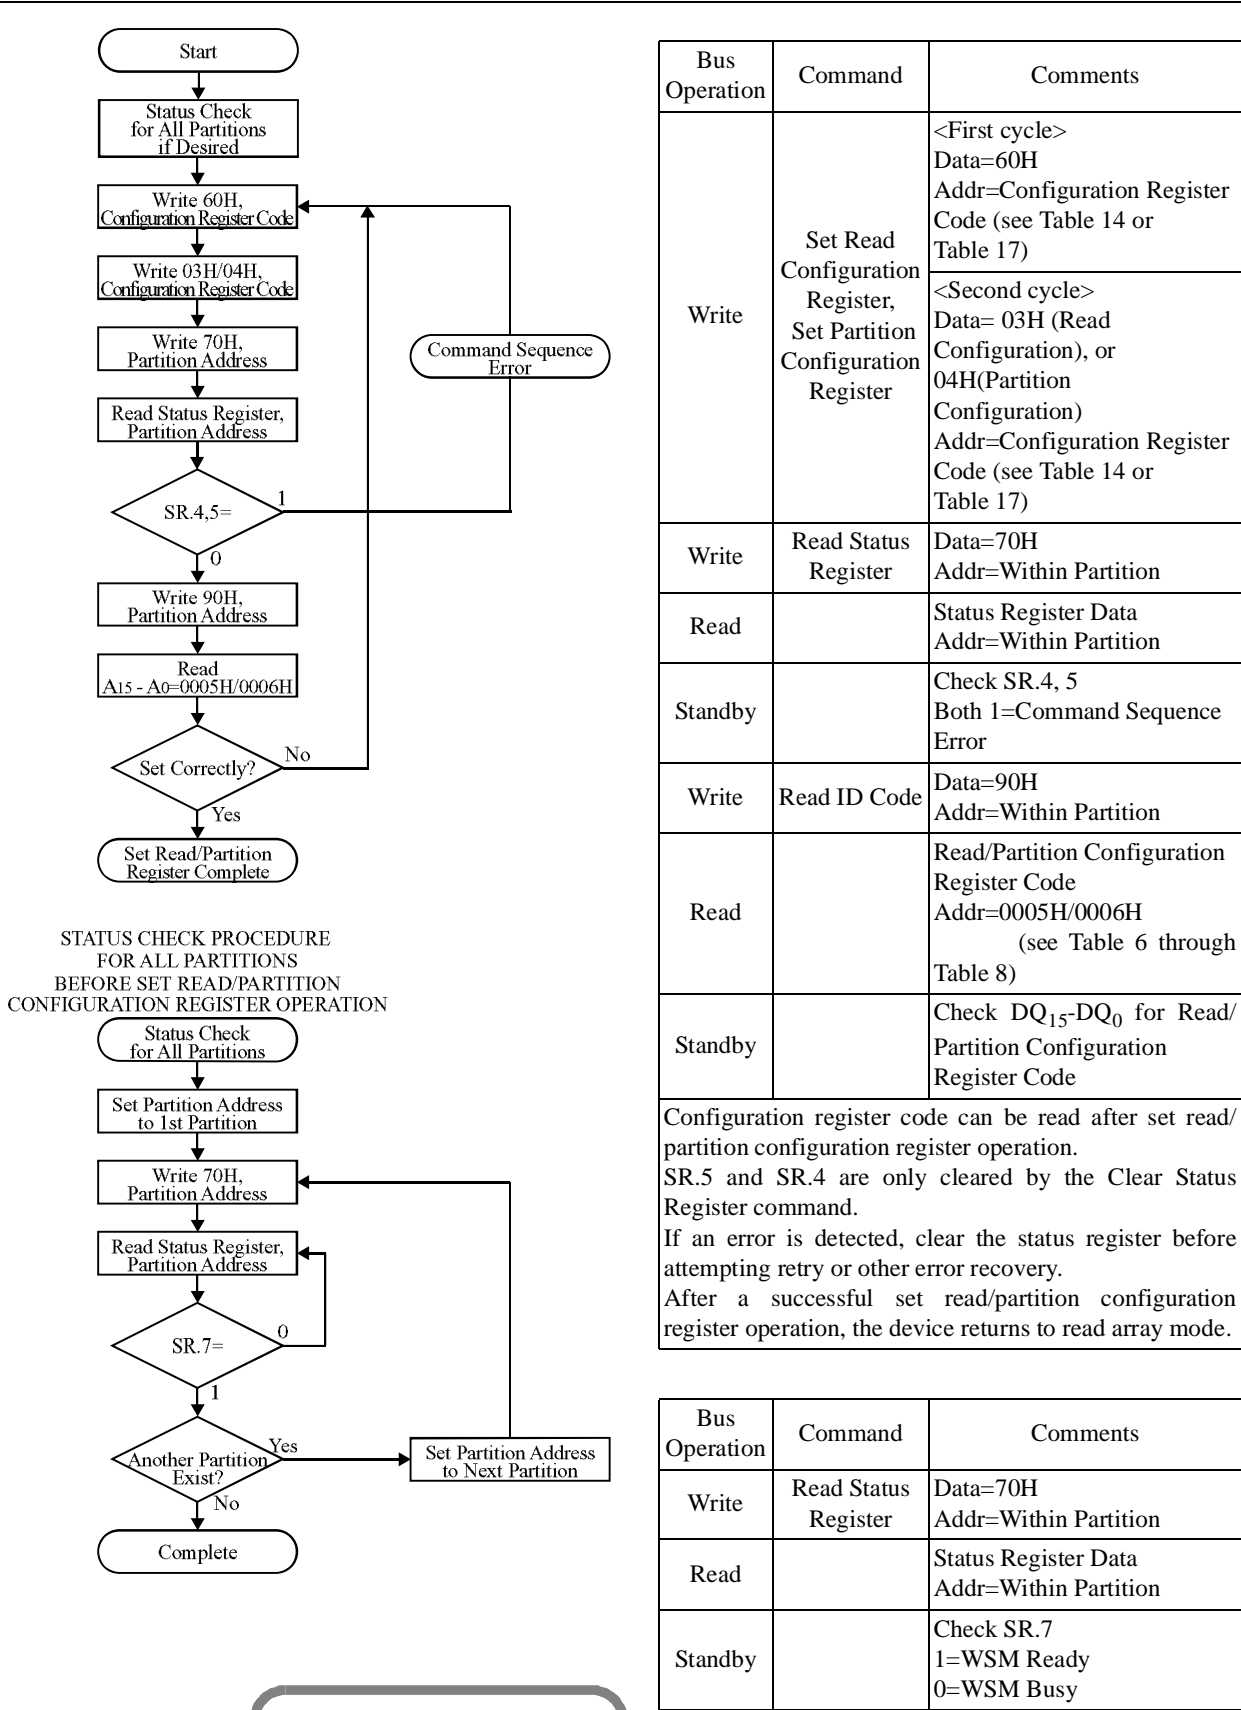 Start
Status Check
for All Partitions
if Desired
Write 60H,
Configuration Register Code
Write 03H/04H,
Configuration Register Code
Write 70H,
Partition Address
Read Status Register,
Partition Address
SR.4,5=
1
0
Command Sequence
Error
Write 90H,
Partition Address
Read
A15 - A0=0005H/0006H
Set Correctly?
No
Yes
Set Read/Partition
Register Complete
STATUS CHECK PROCEDURE
FOR ALL PARTITIONS
BEFORE SET READ/PARTITION
CONFIGURATION REGISTER OPERATION
Status Check
for All Partitions
Set Partition Address
to 1st Partition
Write 70H,
Partition Address
Read Status Register,
Partition Address
SR.7=
0
1
Another Partition
Exist?
Yes
No
Set Partition Address
to Next Partition
Complete
Bus
Operation
Command
Comments
Write
Set Read
Configuration
Register,
Set Partition
Configuration
Register
<First cycle>
Data=60H
Addr=Configuration Register
Code (see Table 14 or
Table 17)
<Second cycle>
Data= 03H (Read
Configuration), or
04H(Partition
Configuration)
Addr=Configuration Register
Code (see Table 14 or
Table 17)
Write
Read Status
Register
Data=70H
Addr=Within Partition
Read
Status Register Data
Addr=Within Partition
Standby
Check SR.4, 5
Both 1=Command Sequence
Error
Write
Read ID Code
Data=90H
Addr=Within Partition
Read
Read/Partition Configuration
Register Code
Addr=0005H/0006H
(see Table 6 through
Table 8)
Standby
Check DQ15-DQ0 for Read/
Partition Configuration
Register Code
Configuration register code can be read after set read/
partition configuration register operation.
SR.5 and SR.4 are only cleared by the Clear Status
Register command.
If an error is detected, clear the status register before
attempting retry or other error recovery.
After a successful set read/partition configuration
register operation, the device returns to read array mode.
Bus
Operation
Command
Comments
Write
Read Status
Register
Data=70H
Addr=Within Partition
Read
Status Register Data
Addr=Within Partition
Standby
Check SR.7
1=WSM Ready
0=WSM Busy